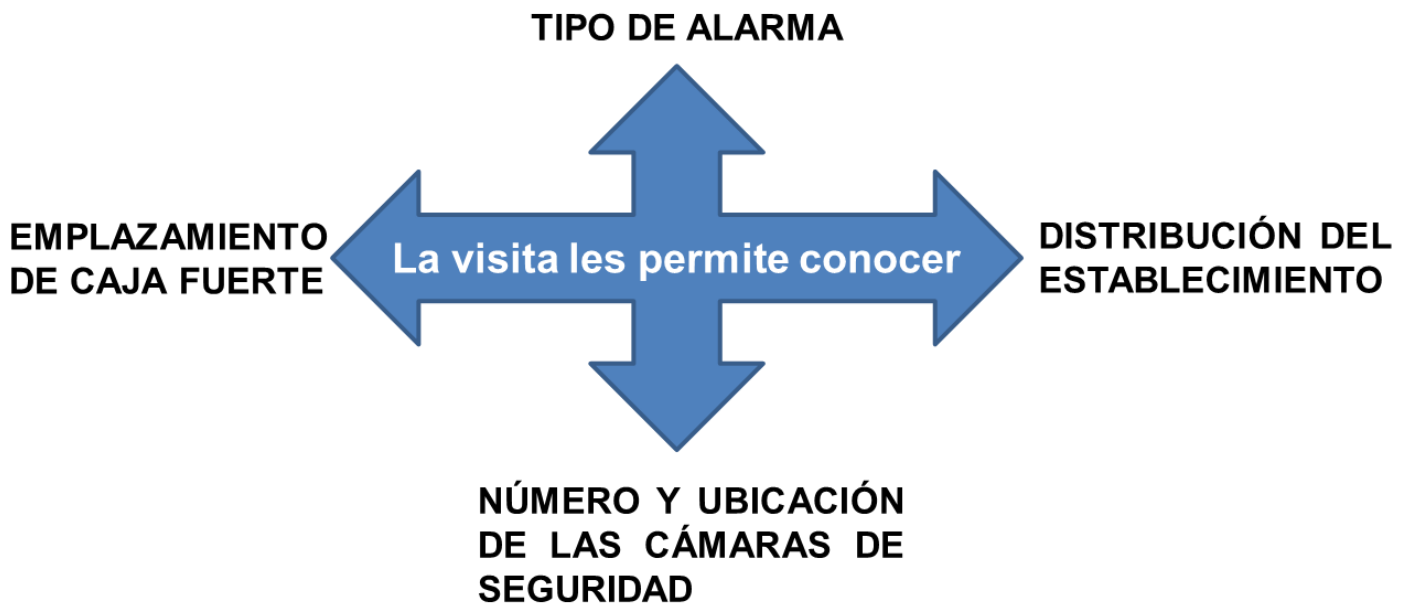 TIPO DE ALARMA
EMPLAZAMIENTO
DE CAJA FUERTE
La visita les permite conocer
DISTRIBUCIÓN DEL
ESTABLECIMIENTO
NÚMERO Y UBICACIÓN
DE LAS CÁMARAS DE
SEGURIDAD